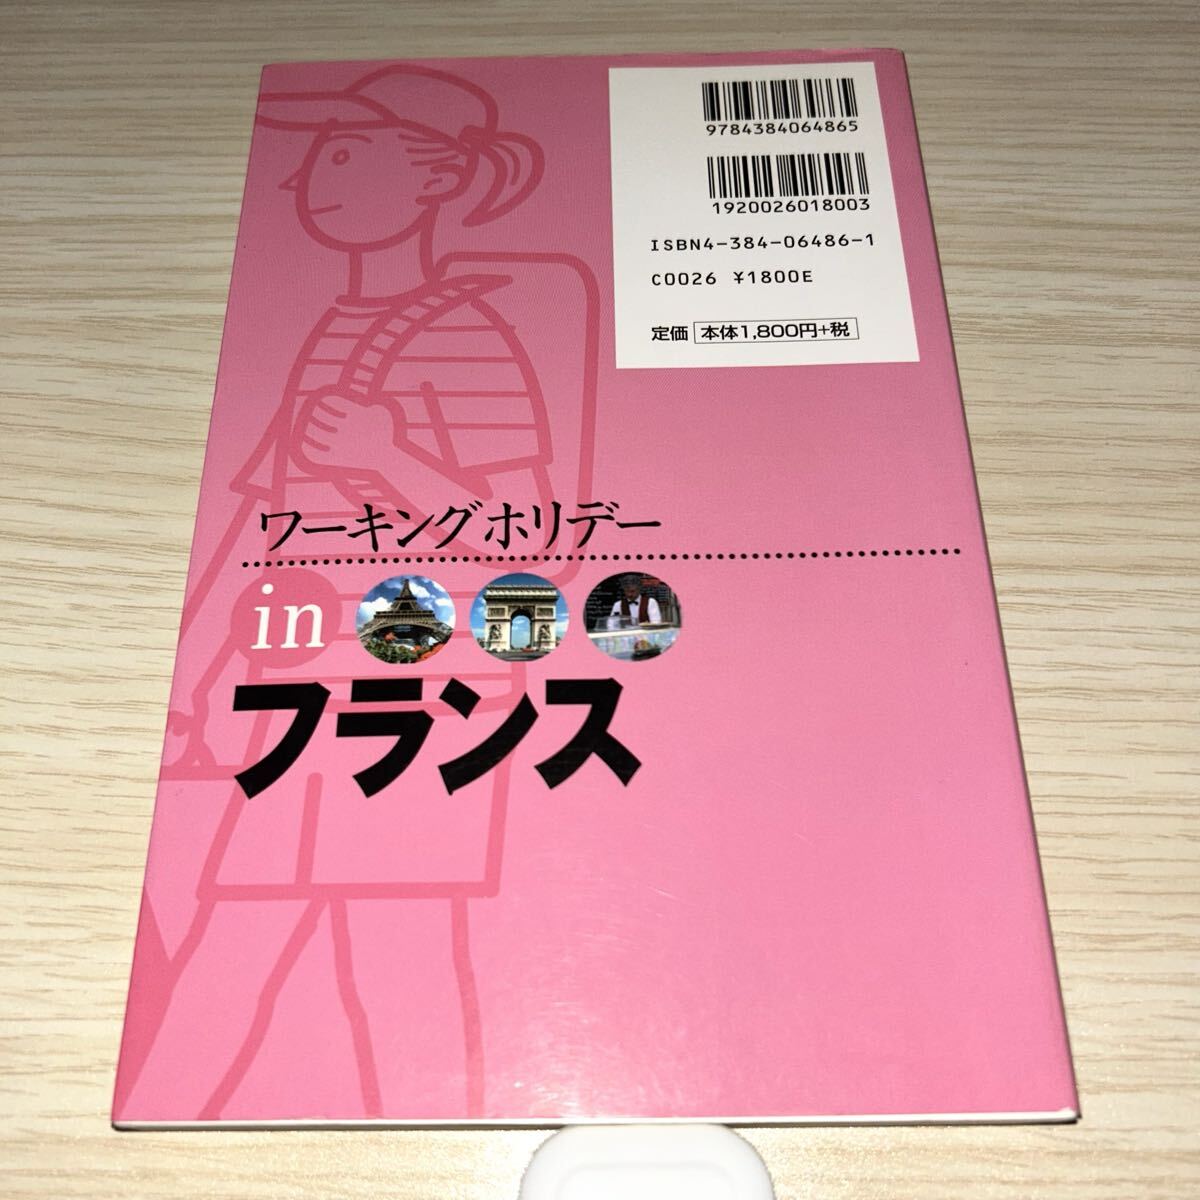 9784384064865
1920026018003
ISBN4-384-06486-1
C0026 ¥1800E
定価 本体1,800円+税
ワーキングホリデー
in
フランス